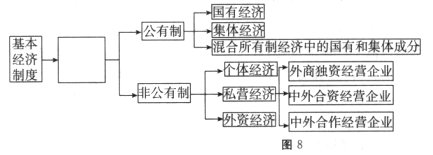 国有经济
公有制
集体经济
混合所有制经济中的国有和集体成分
基本
经济
制度
个体经济
外商独资经营企业
非公有制
私营经济
中外合资经营企业
外资经济
中外合作经营企业
图 8